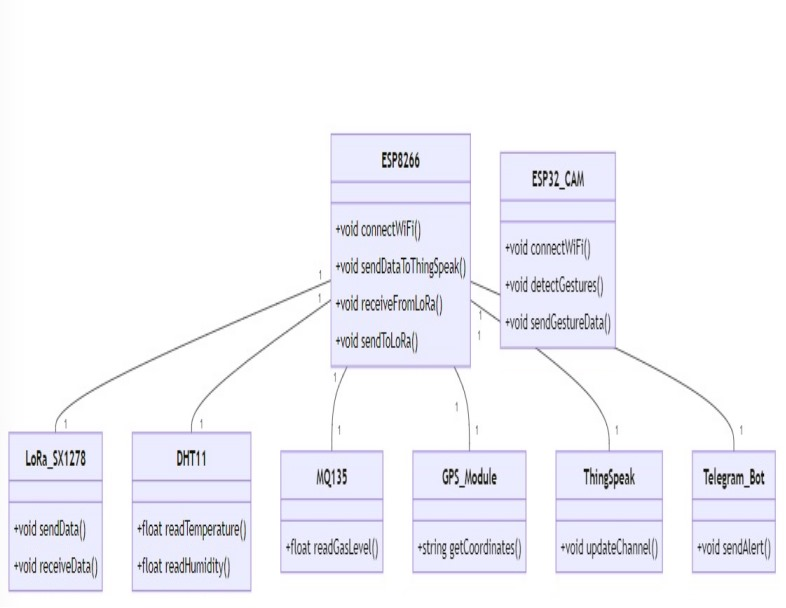 ESP8266
+void connectWiFi()
+void sendDataToThingSpeak()
+void receiveFromLoRa()
+void sendToLoRa()
ESP32_CAM
+void connectWiFi()
+void detectGestures()
+void sendGestureData()
1
1
1
1
1
1
1
1
1
1
1
1
LoRa_SX1278
+void sendData()
+void receiveData()
DHT11
+float readTemperature()
+float readHumidity()
MQ135
+float readGasLevel()
GPS_Module
+string getCoordinates()
ThingSpeak
+void updateChannel()
Telegram_Bot
+void sendAlert()